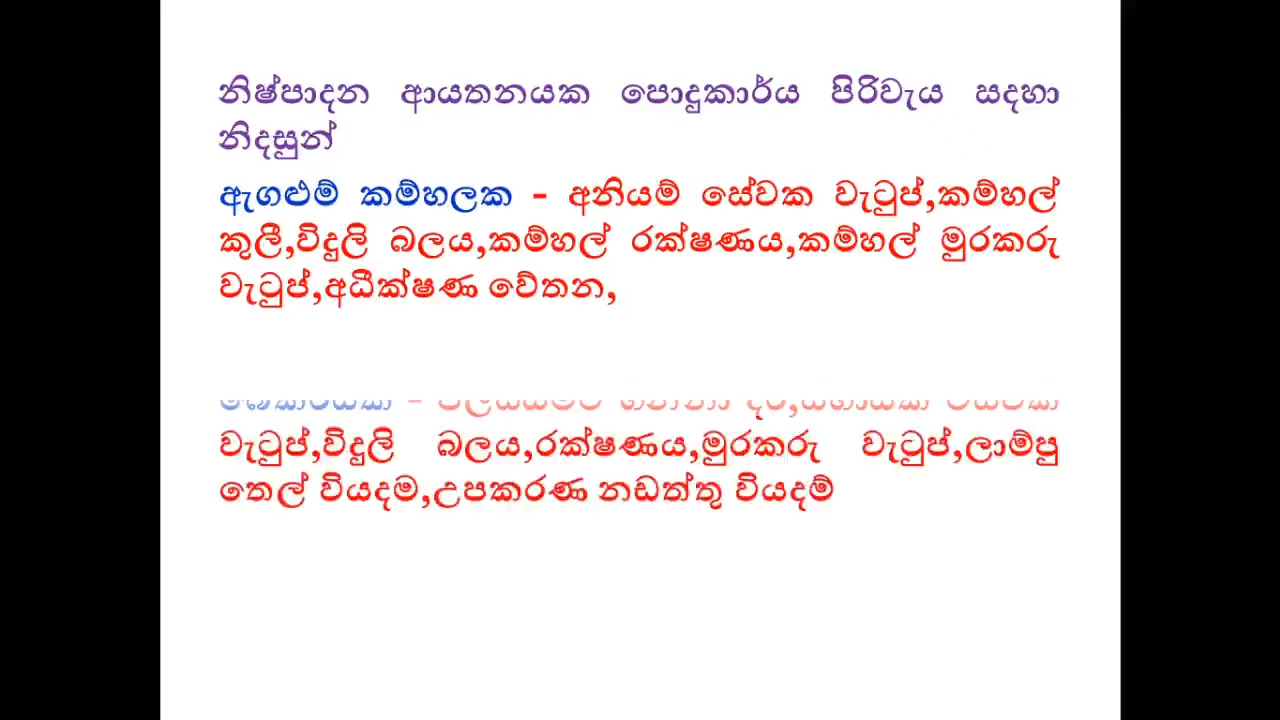 නිෂ්පාදන ආයතනයක පොදුකාර්ය පිරිවැය සදහා
නිදසුන්
ඇගළුම් කම්හලක - අනියම් සේවක වැටුප්,කම්හල්
කුලී,විදුලි බලය,කම්හල් රක්ෂණය,කම්හල් මුරකරු
වැටුප්,අධීක්ෂණ වේතන,
වැටුප්,විදුලි බලය,රක්ෂණය,මුරකරු වැටුප්,ලාම්පු
තෙල් වියදම,උපකරණ නඩත්තු වියදම්